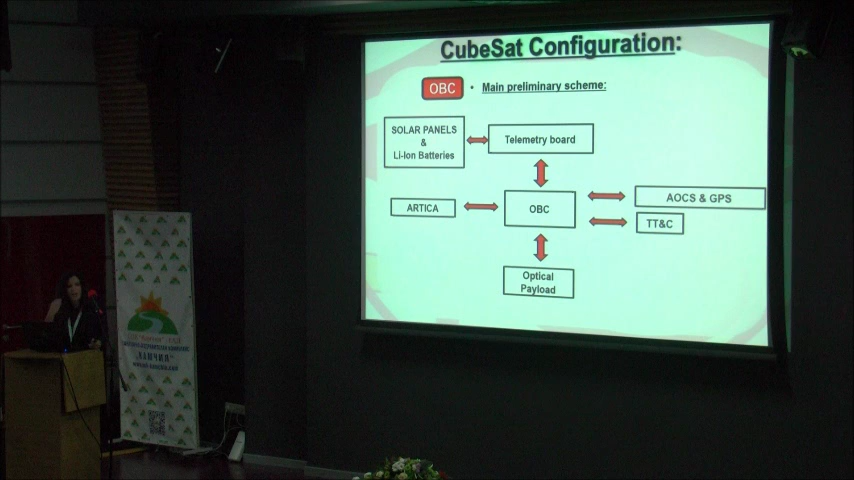 CubeSat Configuration:
OBC • Main preliminary scheme:
SOLAR PANELS
&
Li-Ion Batteries
Telemetry board
ARTICA
OBC
AOCS & GPS
TT&C
Optical
Payload